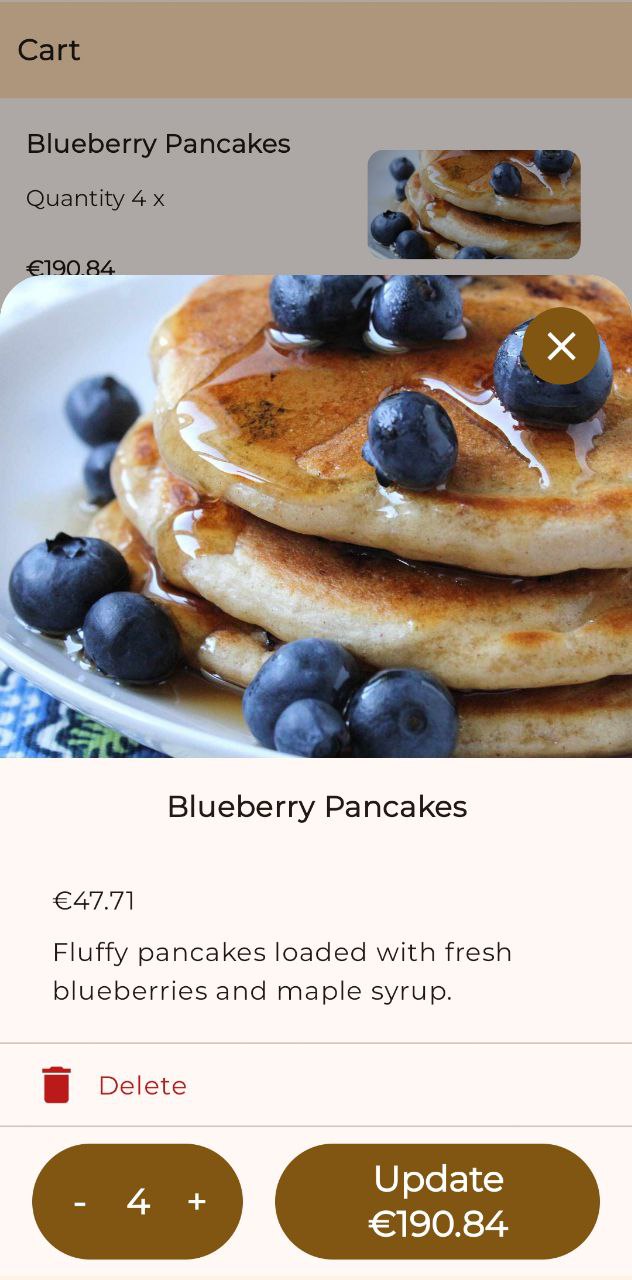 Cart
Blueberry Pancakes
Quantity 4 x
€190.84
Blueberry Pancakes
€47.71
Fluffy pancakes loaded with fresh
blueberries and maple syrup.
Delete
- 4 +
Update
€190.84